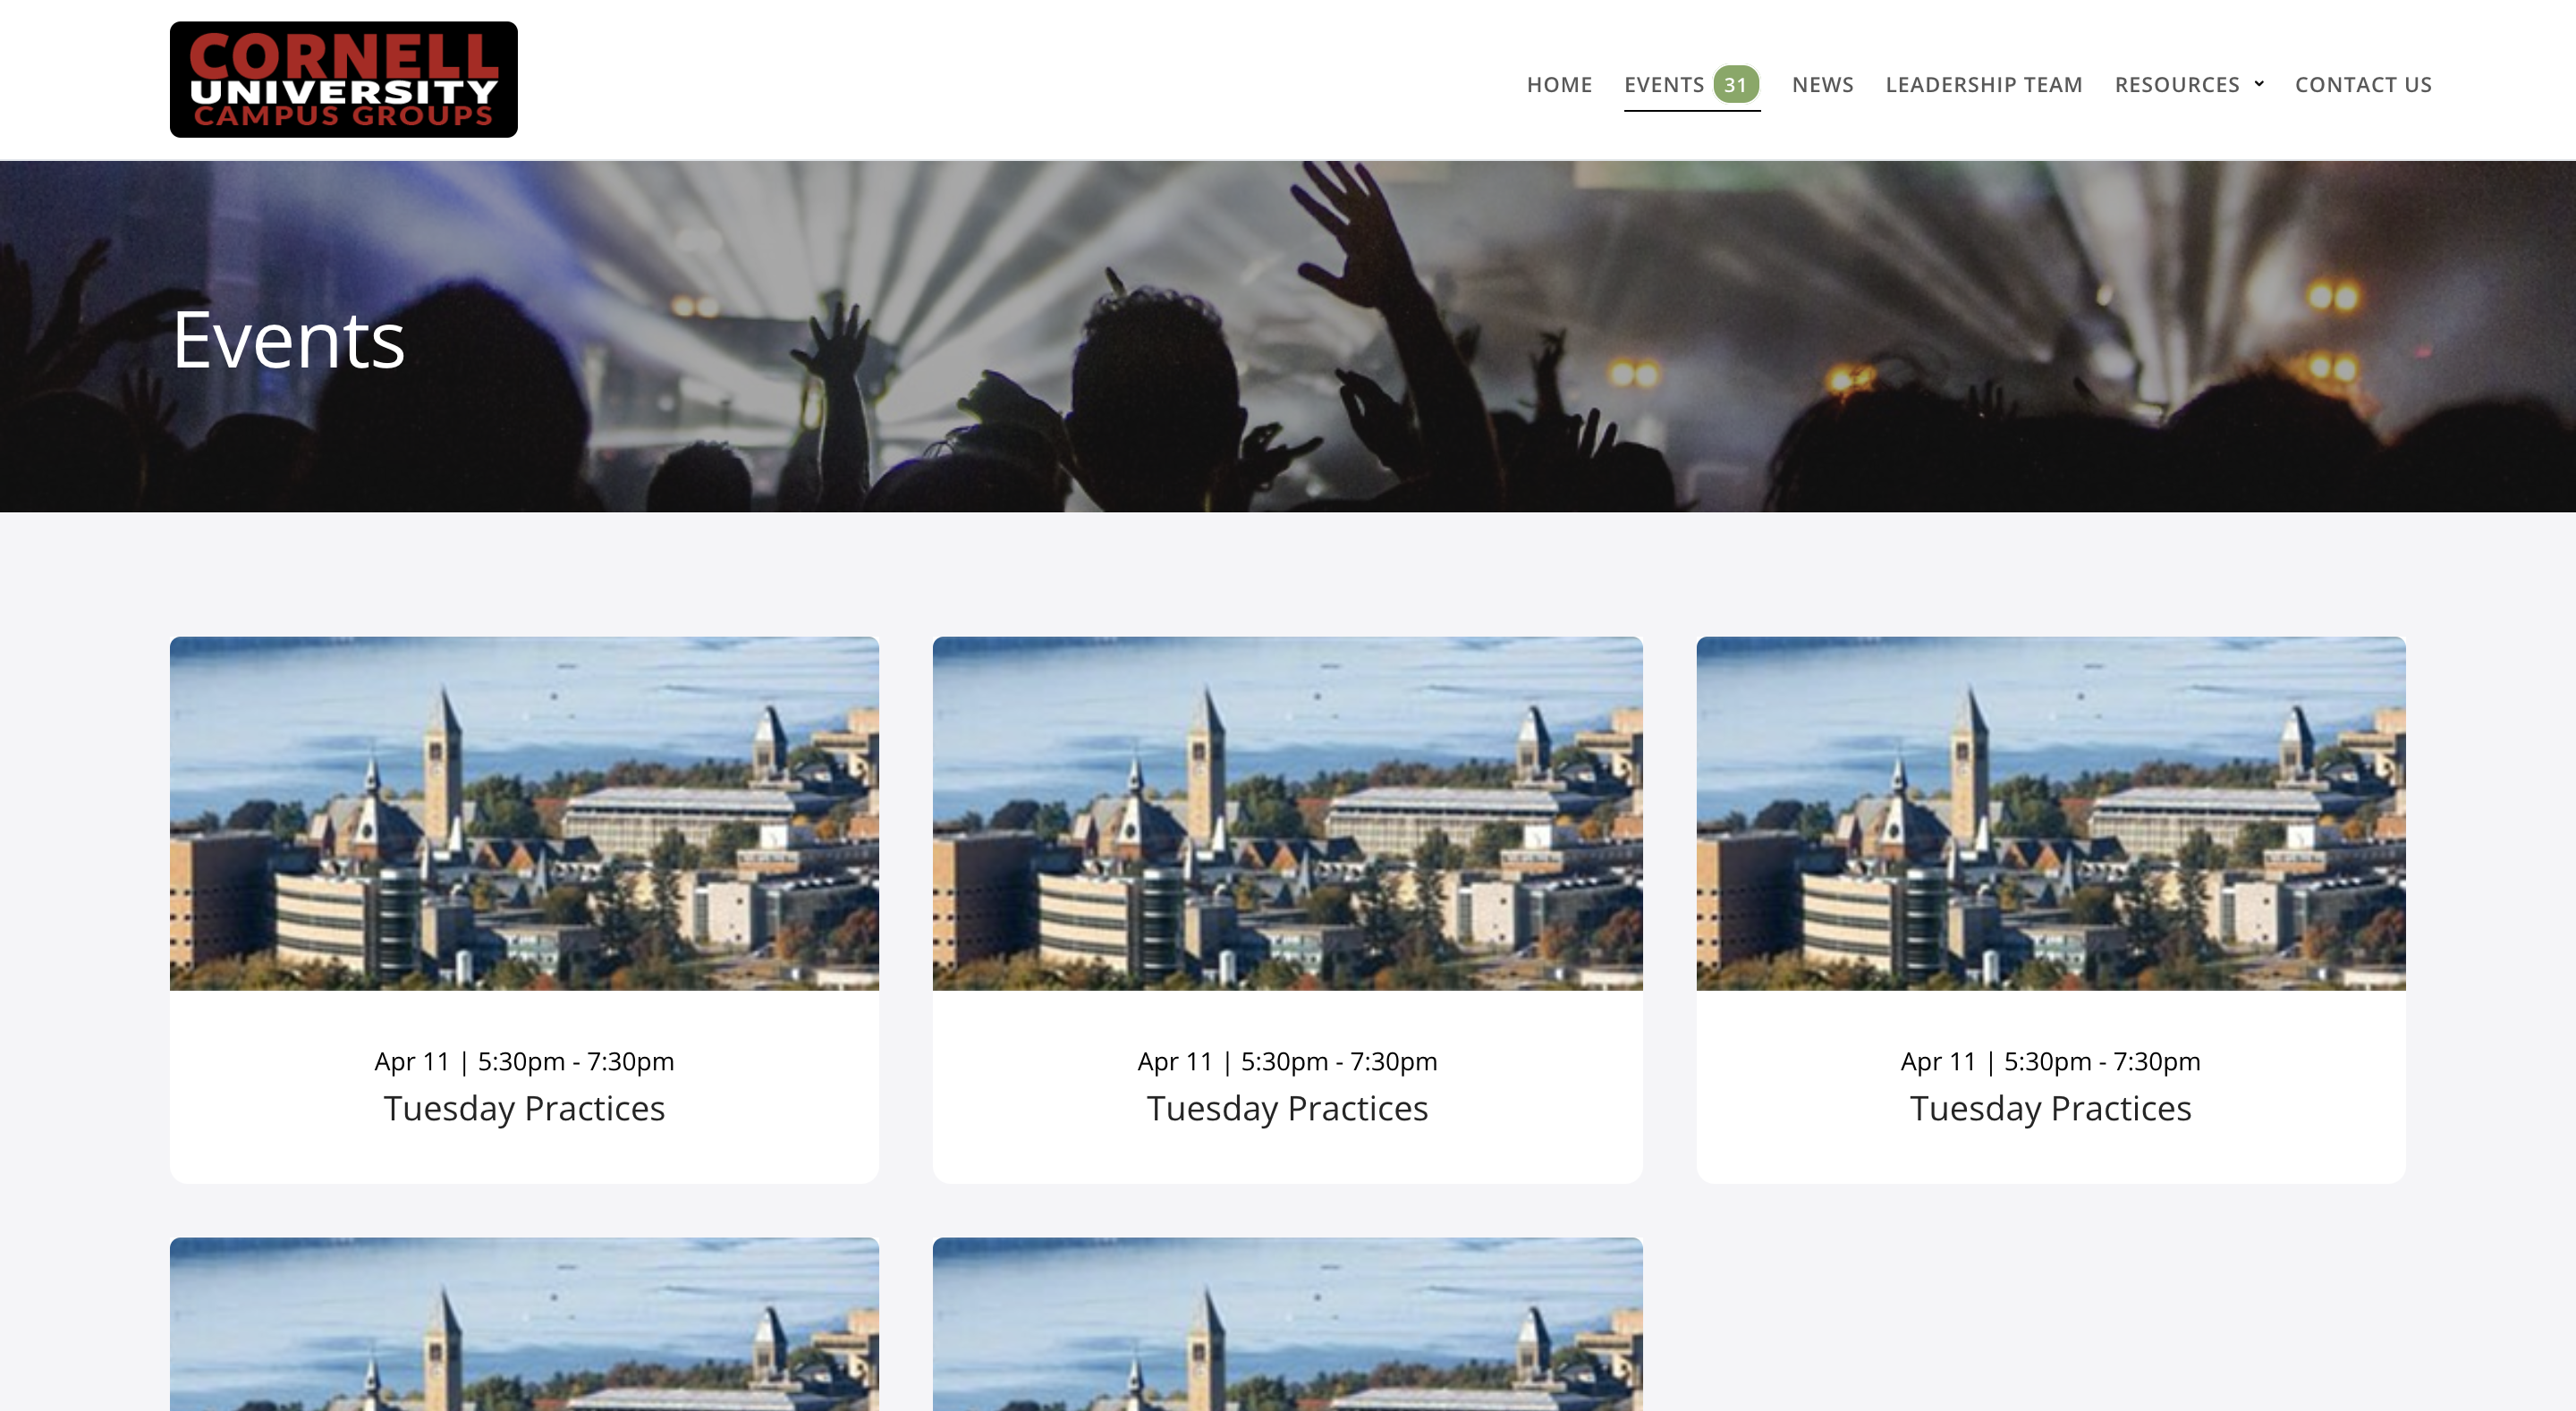 CORNELL
UNIVERSITY
CAMPUS GROUPS
HOME EVENTS 31 NEWS LEADERSHIP TEAM RESOURCES CONTACT US
Events
Apr 11 | 5:30pm - 7:30pm
Tuesday Practices
Apr 11 | 5:30pm - 7:30pm
Tuesday Practices
Apr 11 | 5:30pm - 7:30pm
Tuesday Practices